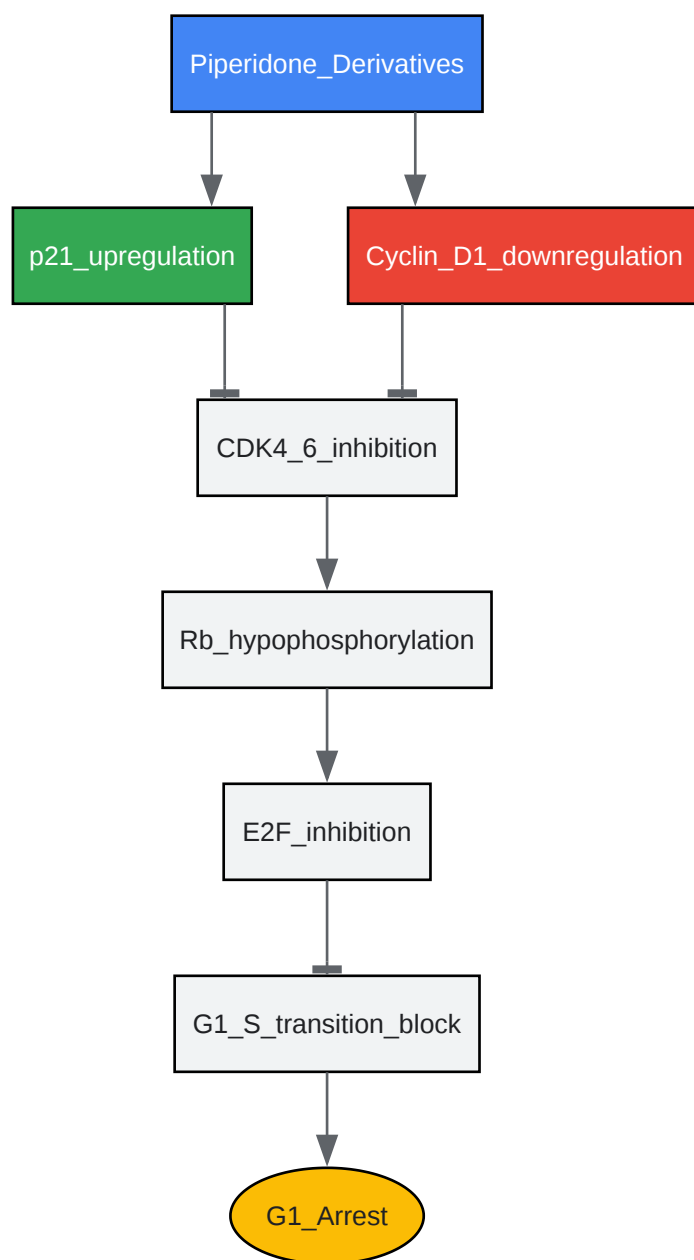 Piperidone_Derivatives
p21_upregulation
Cyclin_D1_downregulation
CDK4_6_inhibition
Rb_hypophosphorylation
E2F_inhibition
G1_S_transition_block
G1_Arrest